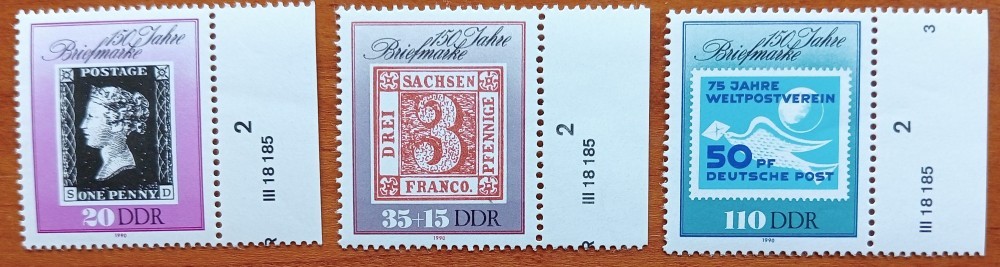 150 Jahre
Briefmarke
POSTAGE
S ONE PENNY D
20 DDR
1990
2
III 18 185
R
150 Jahre
Briefmarke
SACHSEN
DREI
3
PFENNIGE
FRANCO.
35+15 DDR
1990
2
III 18 185
R
150 Jahre
Briefmarke
75 JAHRE
WELTPOSTVEREIN
50 PF
DEUTSCHE POST
110 DDR
1990
3
2
III 18 185